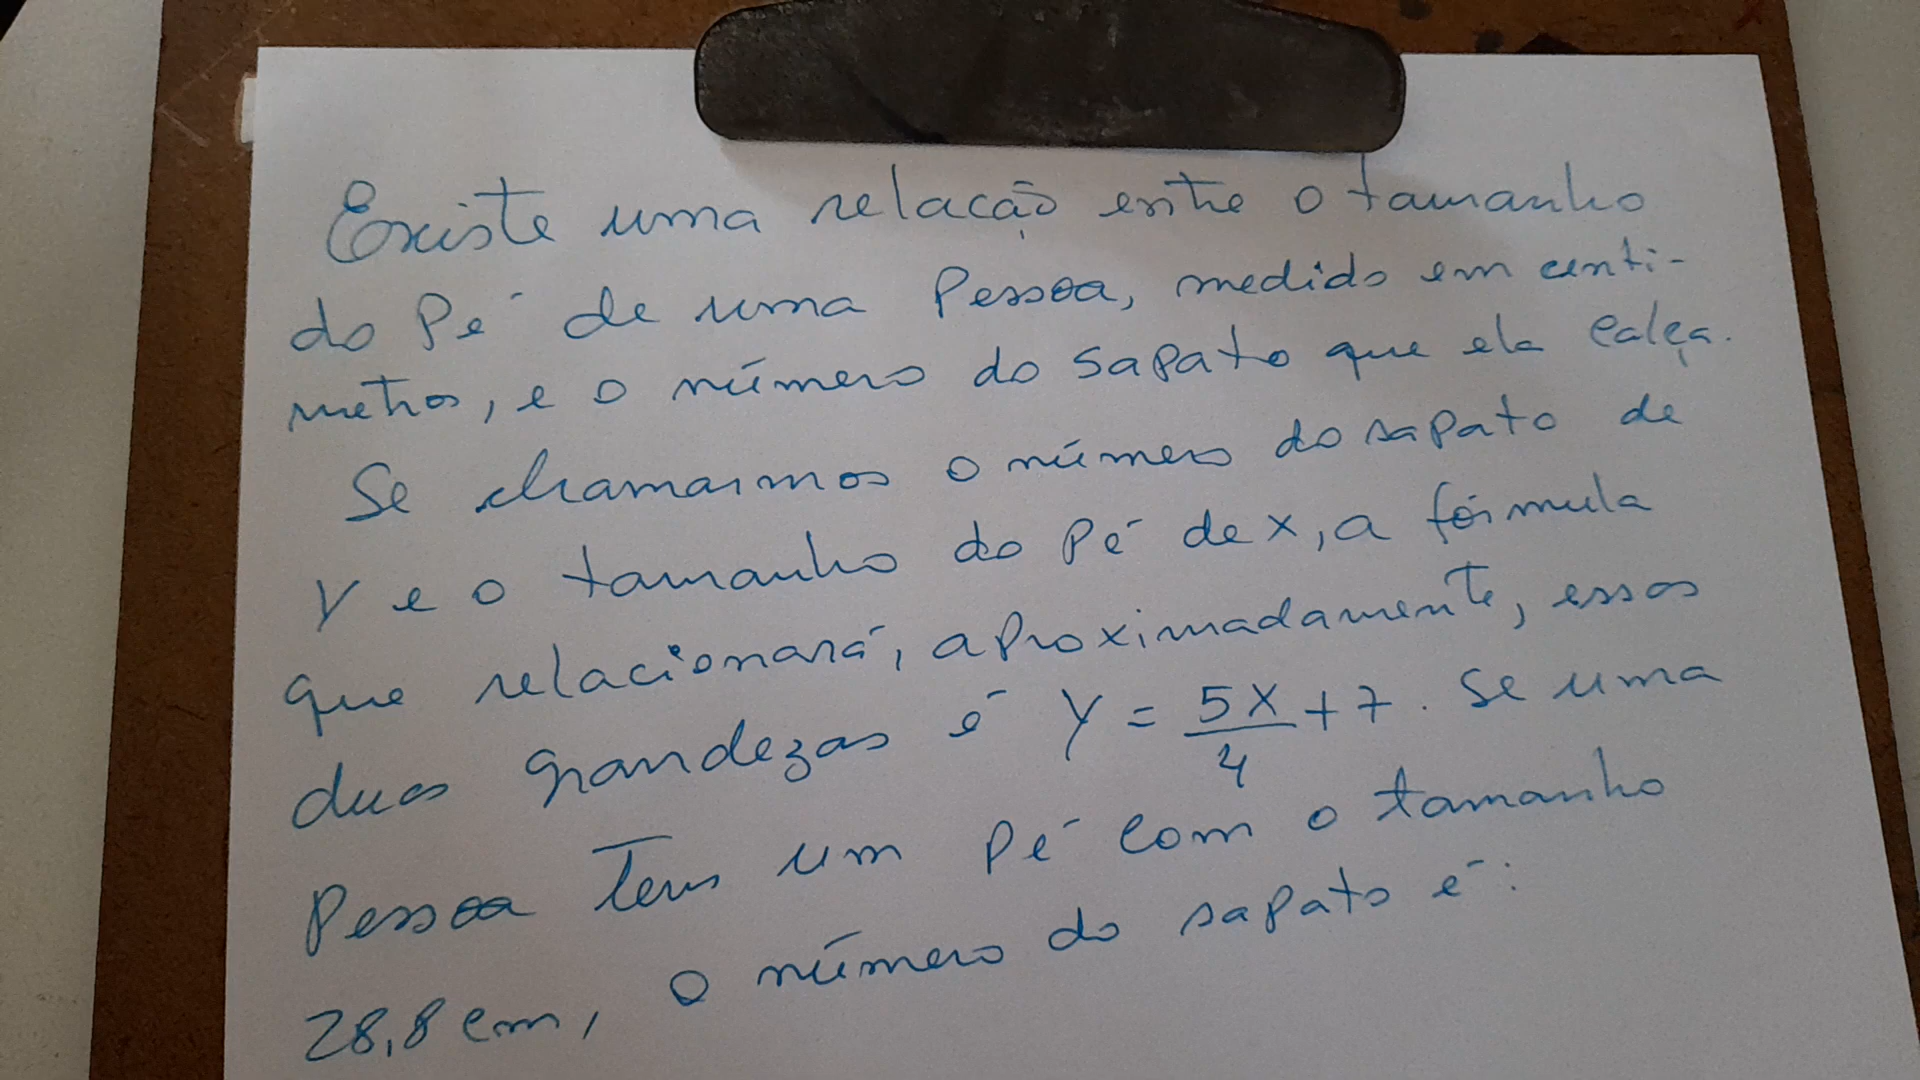 Existe uma relação entre o tamanho
do pé de uma pessoa, medido em centi-
metros, e o número do sapato que ela calça.
Se chamarmos o número do sapato de
y e o tamanho do pé de x, a fórmula
que relacionará, aproximadamente, essas
duas grandezas é y = 5x/4 + 7. Se uma
pessoa tem um pé com o tamanho
28,8 cm, o número do sapato é: